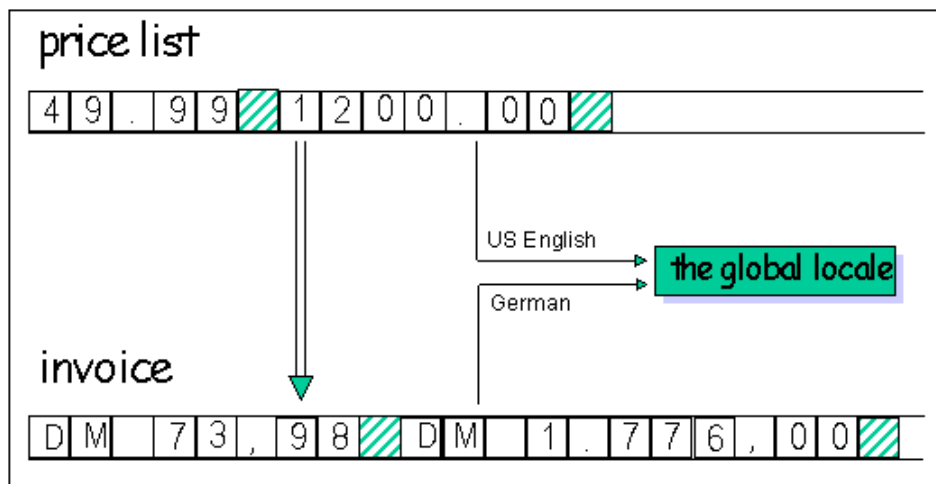 price list
49.99 1200.00
US English
the global locale
German
invoice
DM 73,98 DM 1.776,00